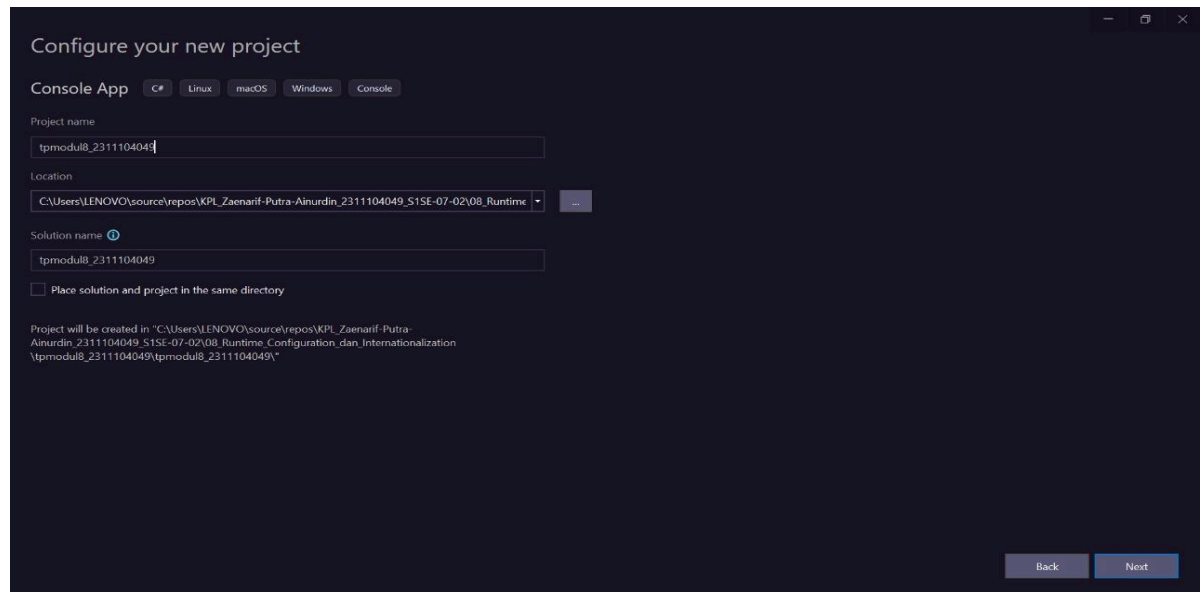 Configure your new project
Console App C# Linux macOS Windows Console
Project name
tpmodul8_2311104049
Location
C:\Users\LENOVO\source\repos\KPL_Zaenarif-Putra-Ainurdin_2311104049_S1SE-07-02\08_Runtime
...
Solution name
tpmodul8_2311104049
Place solution and project in the same directory
Project will be created in "C:\Users\LENOVO\source\repos\KPL_Zaenarif-Putra-
Ainurdin_2311104049_S1SE-07-02\08_Runtime_Configuration_dan_Internationalization
\tpmodul8_2311104049\tpmodul8_2311104049\"
Back Next